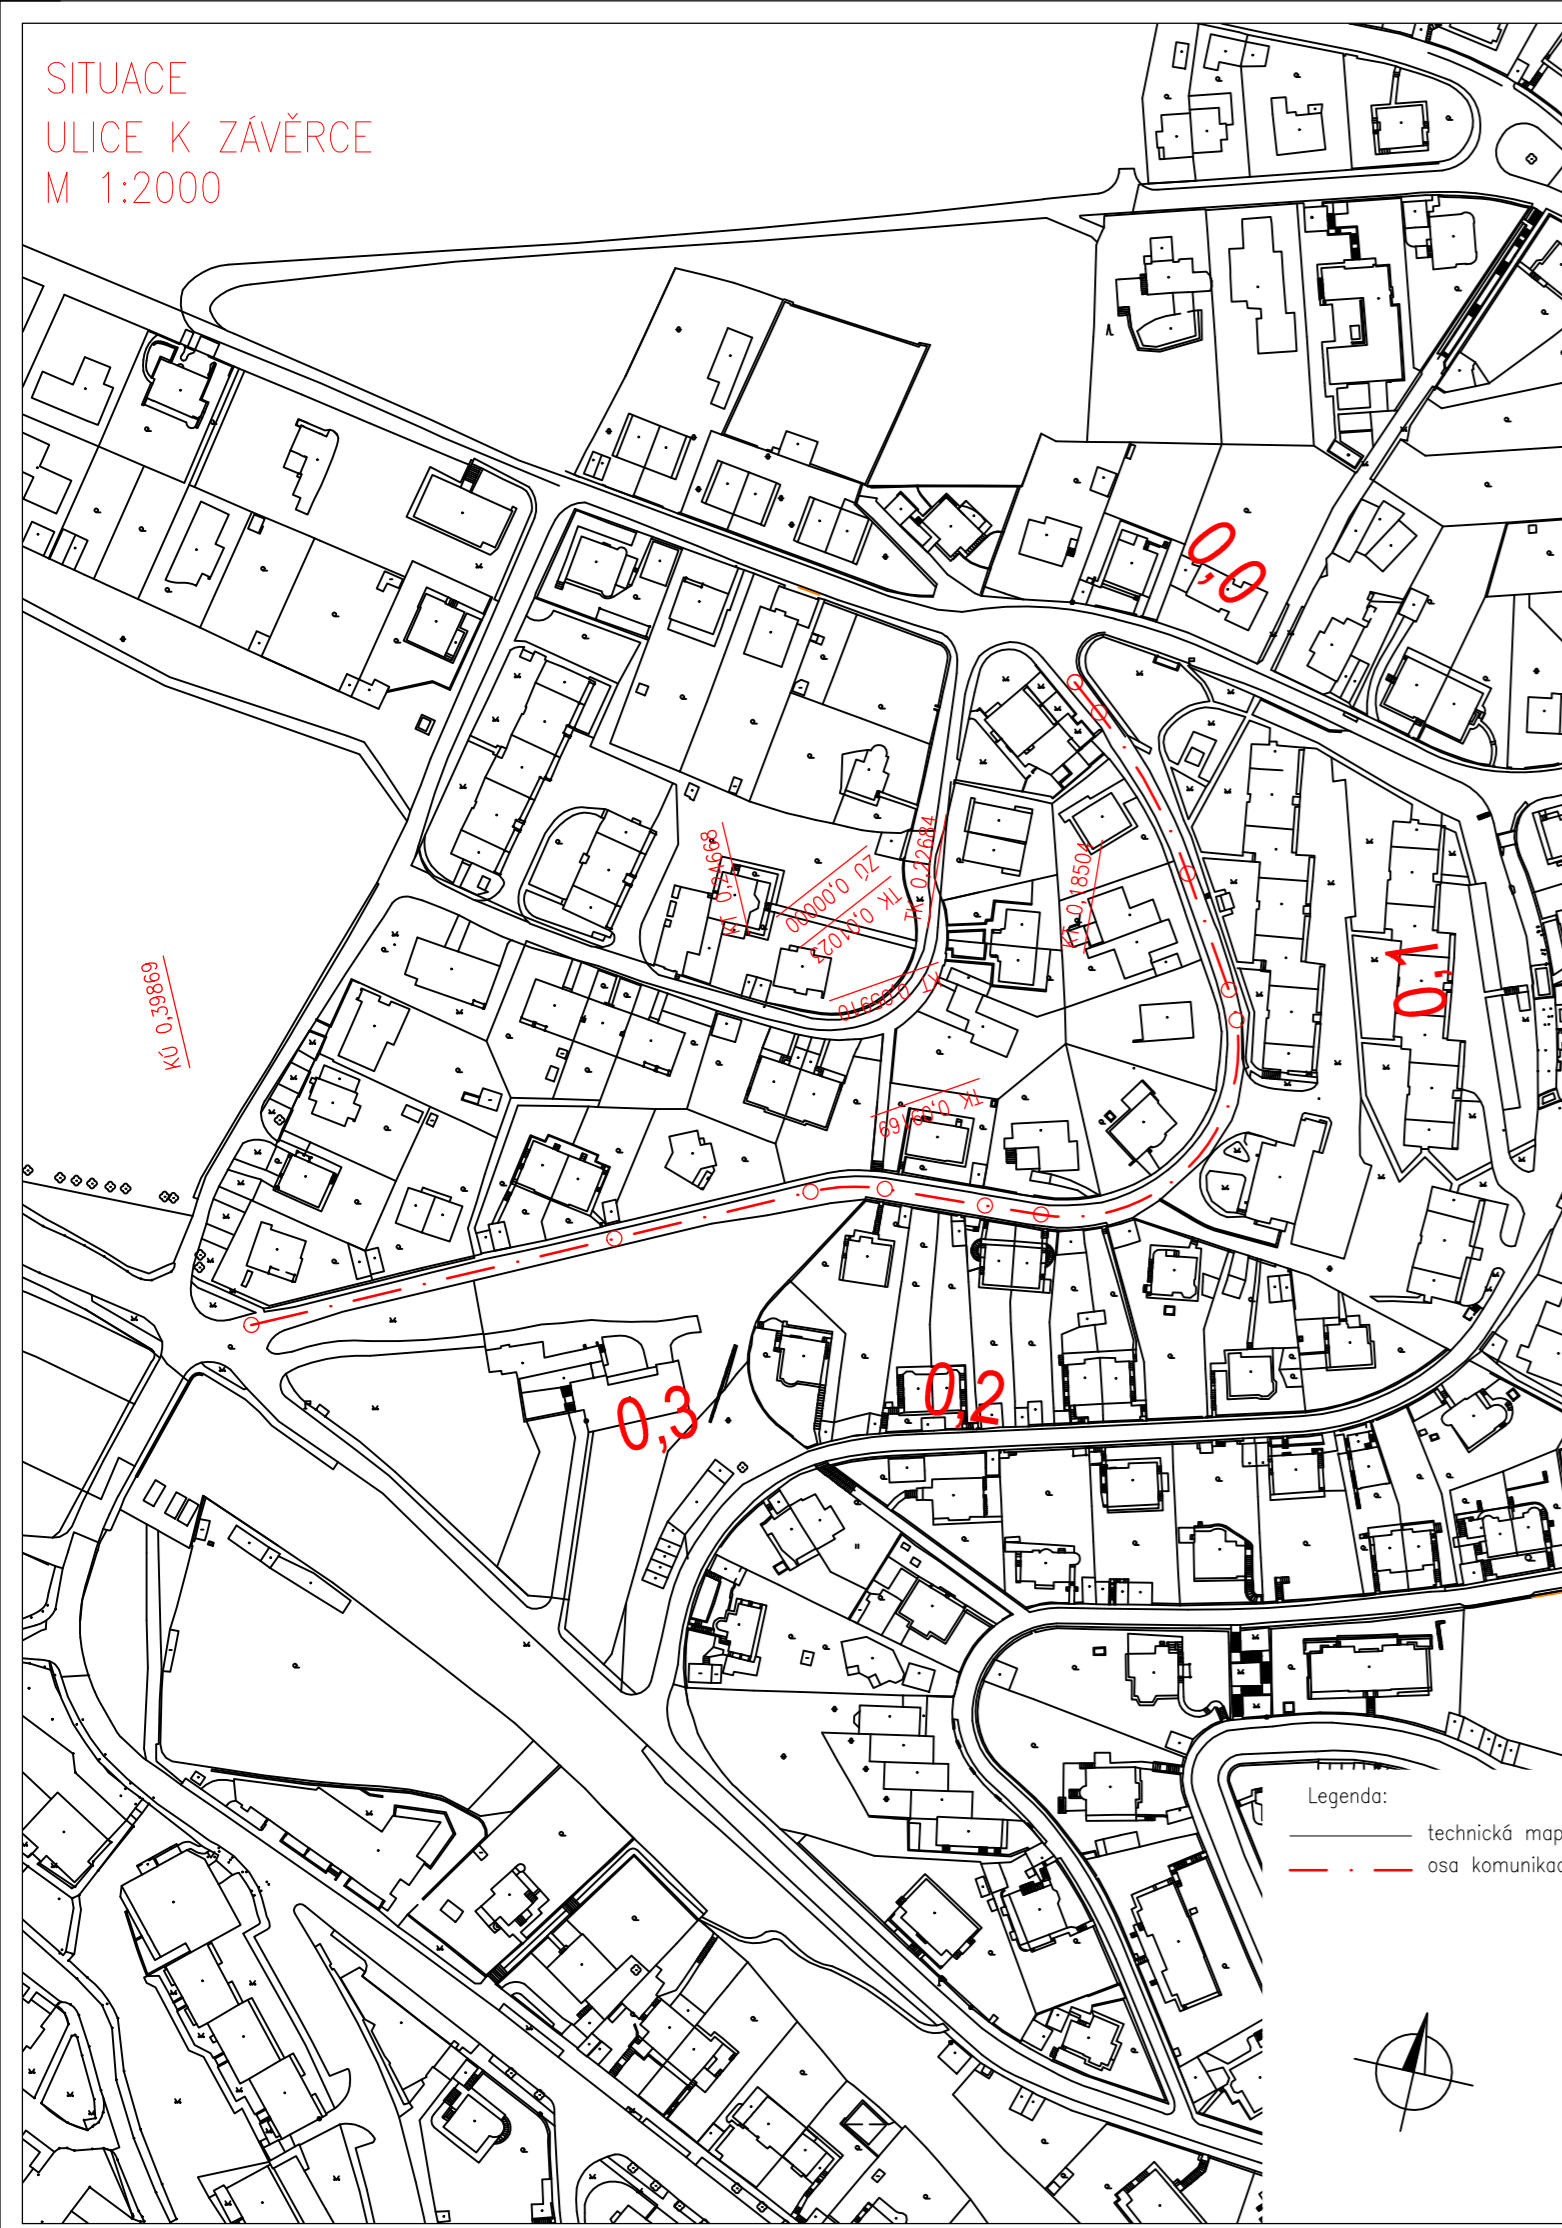 SITUACE
ULICE K ZÁVĚRCE
M 1:2000
0,0
KT 0,24668
ZÚ 0,000000
TK 0,01023
TK 0,22684
KT 0,18504
KÚ 0,39869
KT 0,05910
0,1
TK 0,09169
0,3
0,2
Legenda:
technická map
osa komunikac